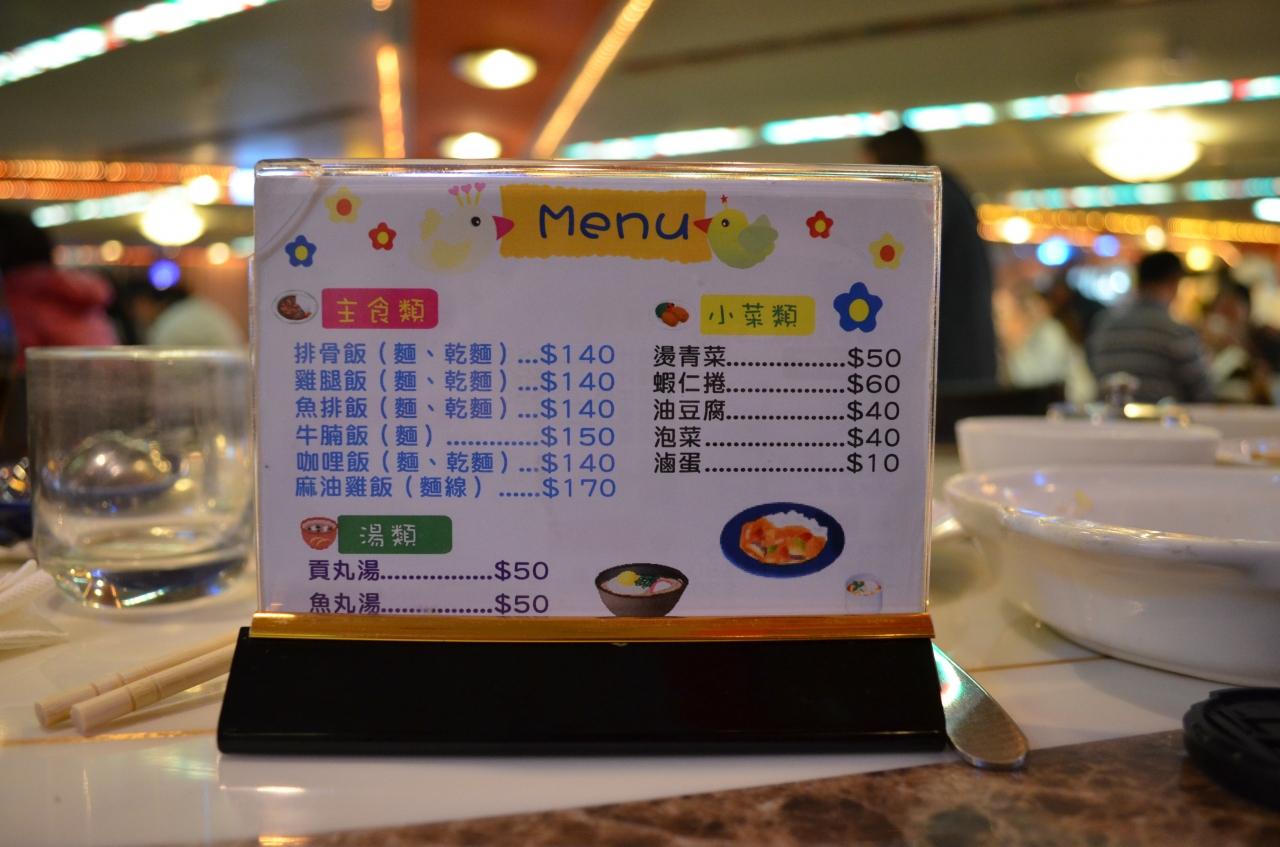 Menu
主食類
排骨飯（麵、乾麵）...$140
雞腿飯（麵、乾麵）...$140
魚排飯（麵、乾麵）...$140
牛腩飯（麵）.............$150
咖哩飯（麵、乾麵）...$140
麻油雞飯（麵線）......$170
湯類
貢丸湯.................$50
魚丸湯.................$50
小菜類
燙青菜..................$50
蝦仁捲..................$60
油豆腐..................$40
泡菜.....................$40
滷蛋.....................$10